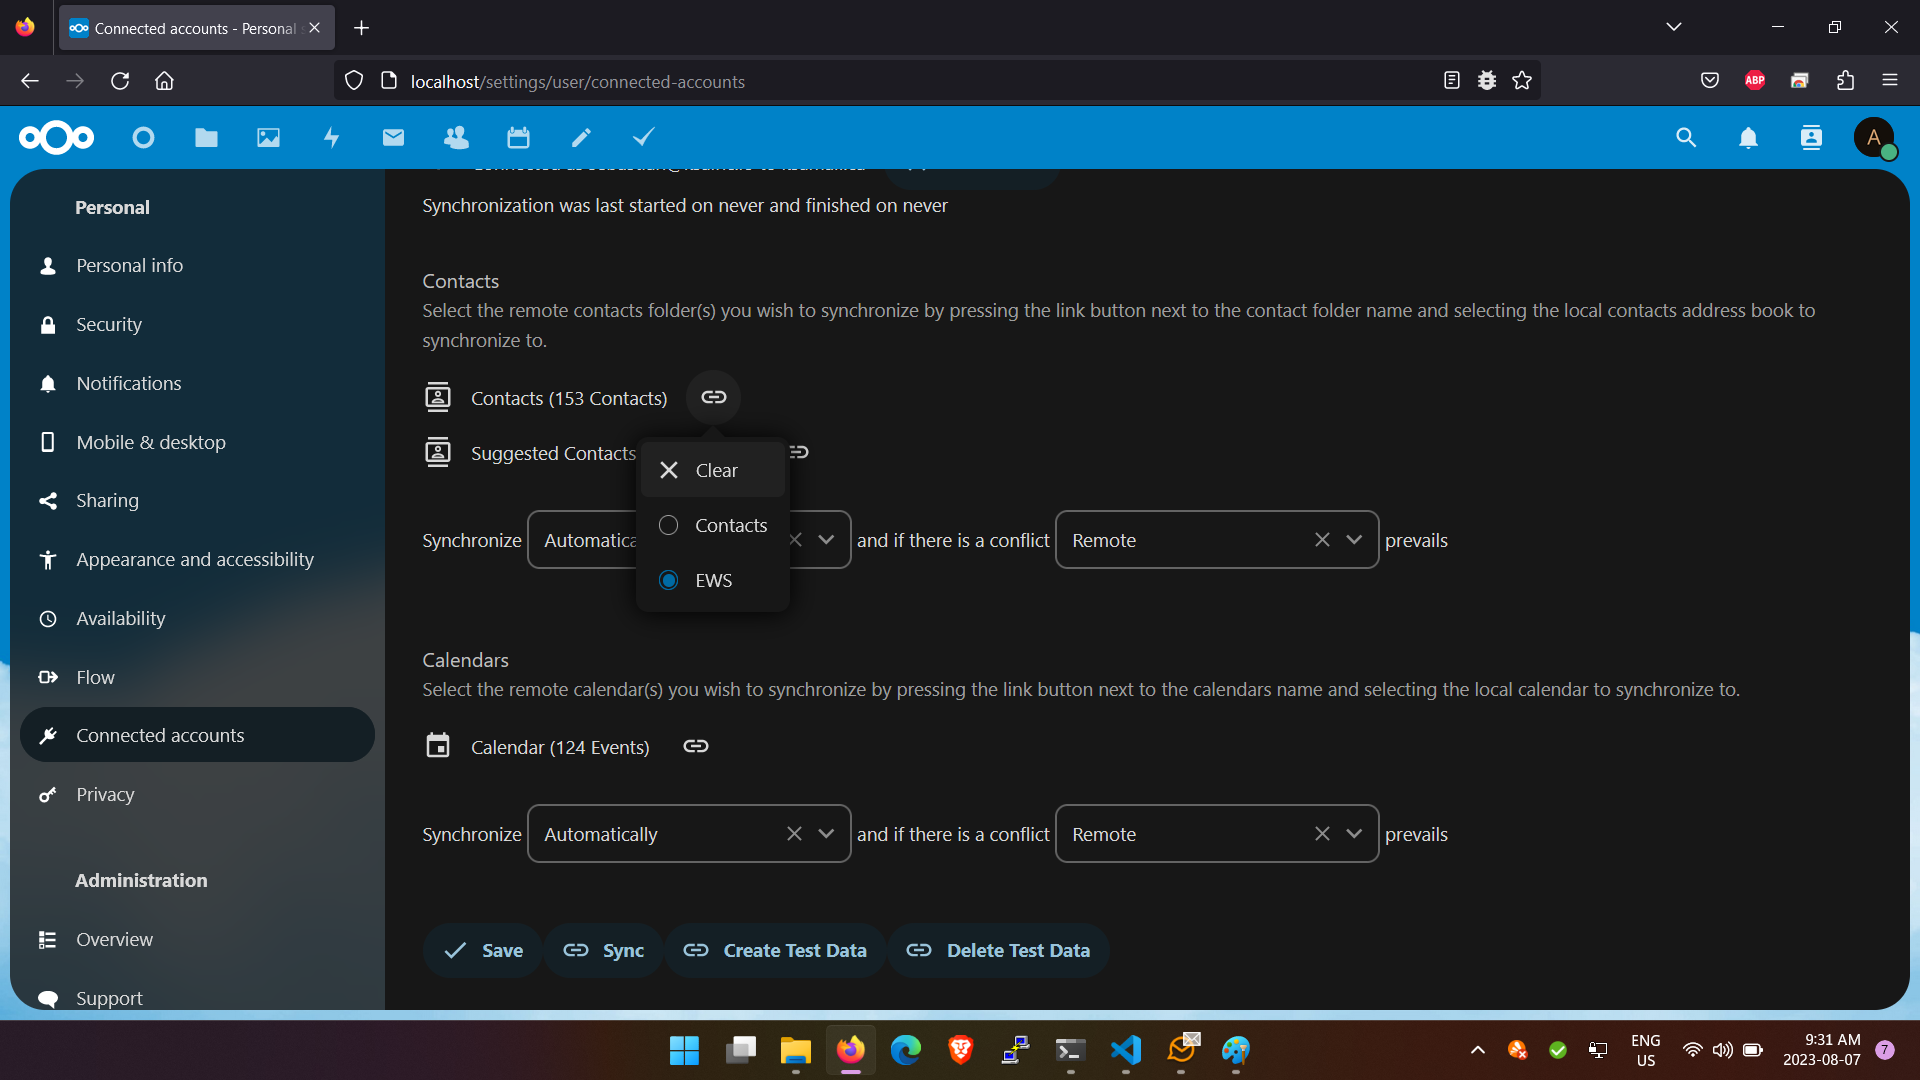 Connected accounts - Personal
localhost/settings/user/connected-accounts
ABP
A
Personal
Personal info
Security
Notifications
Mobile & desktop
Sharing
Appearance and accessibility
Availability
Flow
Connected accounts
Privacy
Administration
Overview
Support
Synchronization was last started on never and finished on never
Contacts
Select the remote contacts folder(s) you wish to synchronize by pressing the link button next to the contact folder name and selecting the local contacts address book to
synchronize to.
Contacts (153 Contacts)
Suggested Contacts
Clear
Contacts
EWS
Synchronize Automatica and if there is a conflict Remote prevails
Calendars
Select the remote calendar(s) you wish to synchronize by pressing the link button next to the calendars name and selecting the local calendar to synchronize to.
Calendar (124 Events)
Synchronize Automatically and if there is a conflict Remote prevails
Save Sync Create Test Data Delete Test Data
ENG
US
9:31 AM
2023-08-07
7